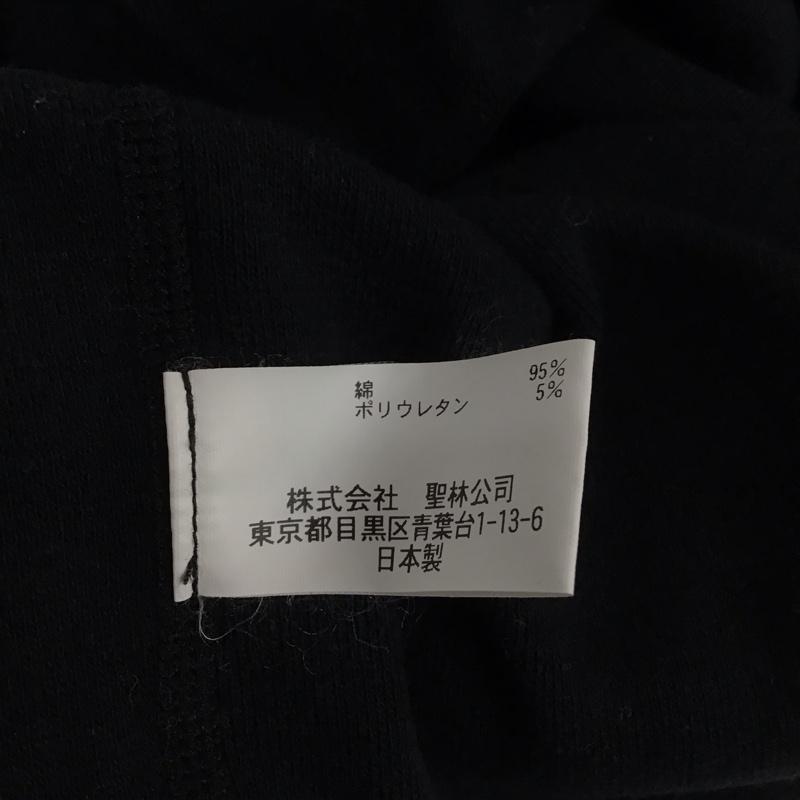 綿 95%
ポリウレタン 5%
株式会社 聖林公司
東京都目黒区青葉台1-13-6
日本製